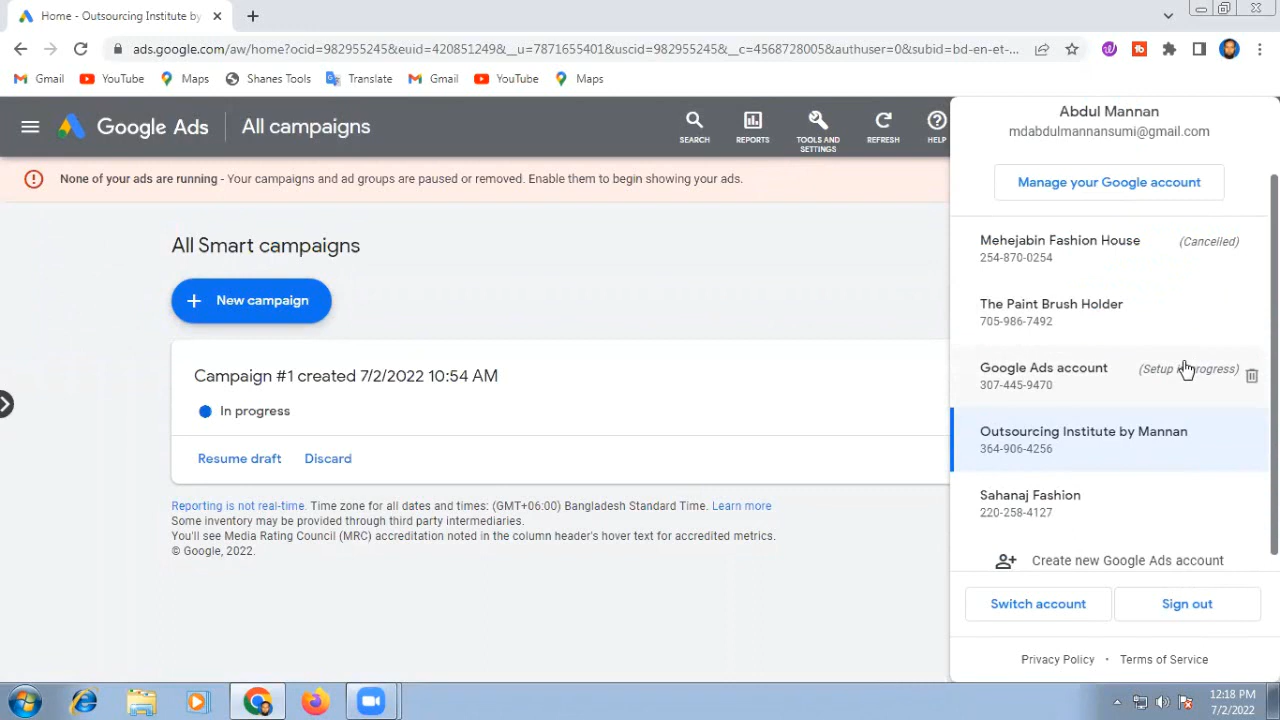 Home - Outsourcing Institute by
ads.google.com/aw/home?ocid=982955245&euid=420851249&__u=7871655401&uscid=982955245&__c=4568728005&authuser=0&subid=bd-en-et-...
Gmail YouTube Maps Shanes Tools Translate Gmail YouTube Maps
Google Ads All campaigns
SEARCH REPORTS TOOLS AND SETTINGS REFRESH HELP
None of your ads are running - Your campaigns and ad groups are paused or removed. Enable them to begin showing your ads.
All Smart campaigns
+ New campaign
Campaign #1 created 7/2/2022 10:54 AM
In progress
Resume draft Discard
Reporting is not real-time. Time zone for all dates and times: (GMT+06:00) Bangladesh Standard Time. Learn more
Some inventory may be provided through third party intermediaries.
You'll see Media Rating Council (MRC) accreditation noted in the column header's hover text for accredited metrics.
© Google, 2022.
Abdul Mannan
mdabdulmannansumi@gmail.com
Manage your Google account
Mehejabin Fashion House (Cancelled)
254-870-0254
The Paint Brush Holder
705-986-7492
Google Ads account (Setup in progress)
307-445-9470
Outsourcing Institute by Mannan
364-906-4256
Sahanaj Fashion
220-258-4127
Create new Google Ads account
Switch account Sign out
Privacy Policy • Terms of Service
12:18 PM
7/2/2022